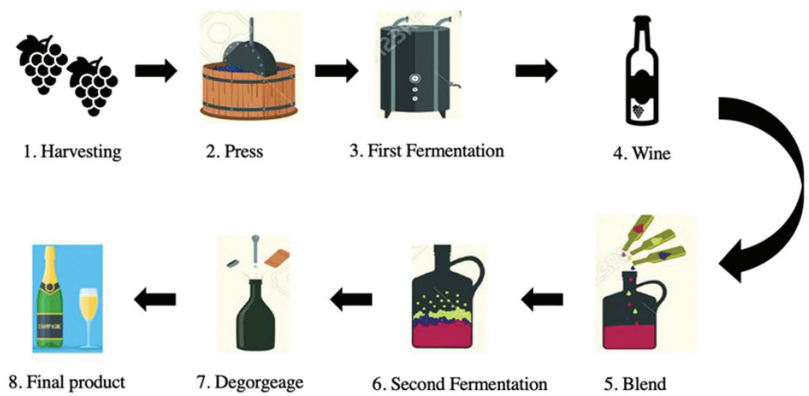 1. Harvesting
2. Press
3. First Fermentation
4. Wine
8. Final product
7. Degorgeage
6. Second Fermentation
5. Blend